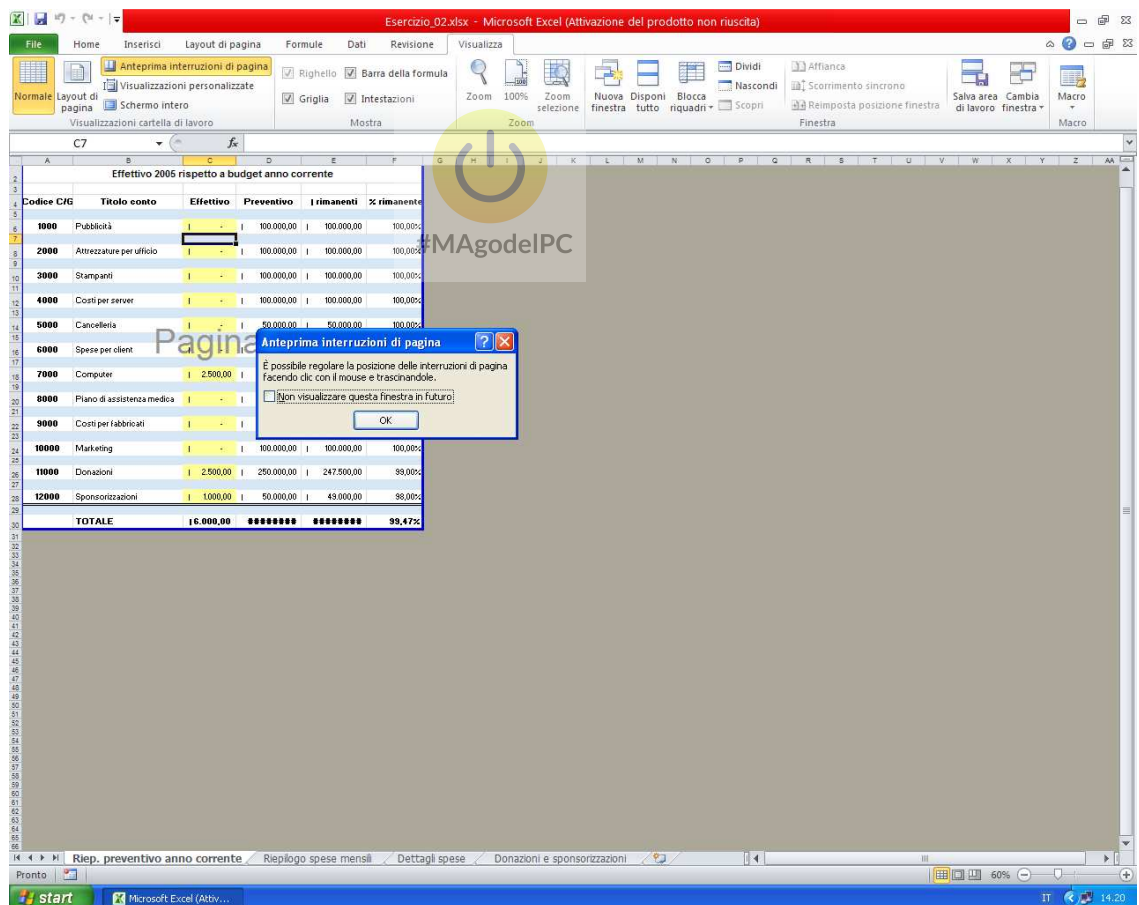 Esercizio_02.xlsx - Microsoft Excel (Attivazione del prodotto non riuscita)
File Home Inserisci Layout di pagina Formule Dati Revisione Visualizza
Normale
Layout di pagina
Anteprima interruzioni di pagina
Visualizzazioni personalizzate
Schermo intero
Visualizzazioni cartella di lavoro
Righello
Barra della formula
Griglia
Intestazioni
Mostra
Zoom
100%
Zoom selezione
Zoom
Nuova finestra
Disponi tutto
Blocca riquadri
Dividi
Nascondi
Scopri
Affianca
Scorrimento sincrono
Reimposta posizione finestra
Finestra
Salva area di lavoro
Cambia finestra
Macro
Macro
C7 fx
A B C D E F G H I J K L M N O P Q R S T U V W X Y Z AA
Effettivo 2005 rispetto a budget anno corrente
Codice C/G Titolo conto Effettivo Preventivo | rimanenti % rimanente
1000 Pubblicità | - | 100.000,00 | 100.000,00 100,00%
2000 Attrezzature per ufficio | - | 100.000,00 | 100.000,00 100,00%
3000 Stampanti | - | 100.000,00 | 100.000,00 100,00%
4000 Costi per server | - | 100.000,00 | 100.000,00 100,00%
5000 Cancelleria | - | 50.000,00 | 50.000,00 100,00%
6000 Spese per client
7000 Computer | 2.500,00 |
8000 Piano di assistenza medica | - |
9000 Costi per fabbricati | - |
10000 Marketing | - | 100.000,00 | 100.000,00 100,00%
11000 Donazioni | 2.500,00 | 250.000,00 | 247.500,00 99,00%
12000 Sponsorizzazioni | 1.000,00 | 50.000,00 | 49.000,00 98,00%
TOTALE | 6.000,00 ######## ######## 99,47%
Pagina
#MAgodelPC
Anteprima interruzioni di pagina
È possibile regolare la posizione delle interruzioni di pagina
facendo clic con il mouse e trascinandole.
Non visualizzare questa finestra in futuro
OK
Riep. preventivo anno corrente Riepilogo spese mensili Dettagli spese Donazioni e sponsorizzazioni
Pronto 60%
start Microsoft Excel (Attiv... IT 14.20